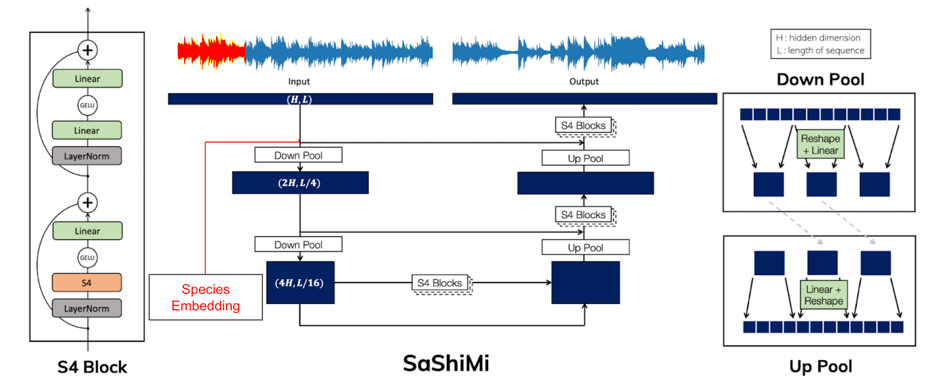 +
Linear
GELU
Linear
LayerNorm
+
Linear
GELU
S4
LayerNorm
S4 Block
Input
Output
(H, L)
S4 Blocks
Down Pool
Up Pool
(2H, L/4)
S4 Blocks
Down Pool
Up Pool
(4H, L/16)
S4 Blocks
Species
Embedding
SaShiMi
H : hidden dimension
L : length of sequence
Down Pool
Reshape
+ Linear
Linear +
Reshape
Up Pool